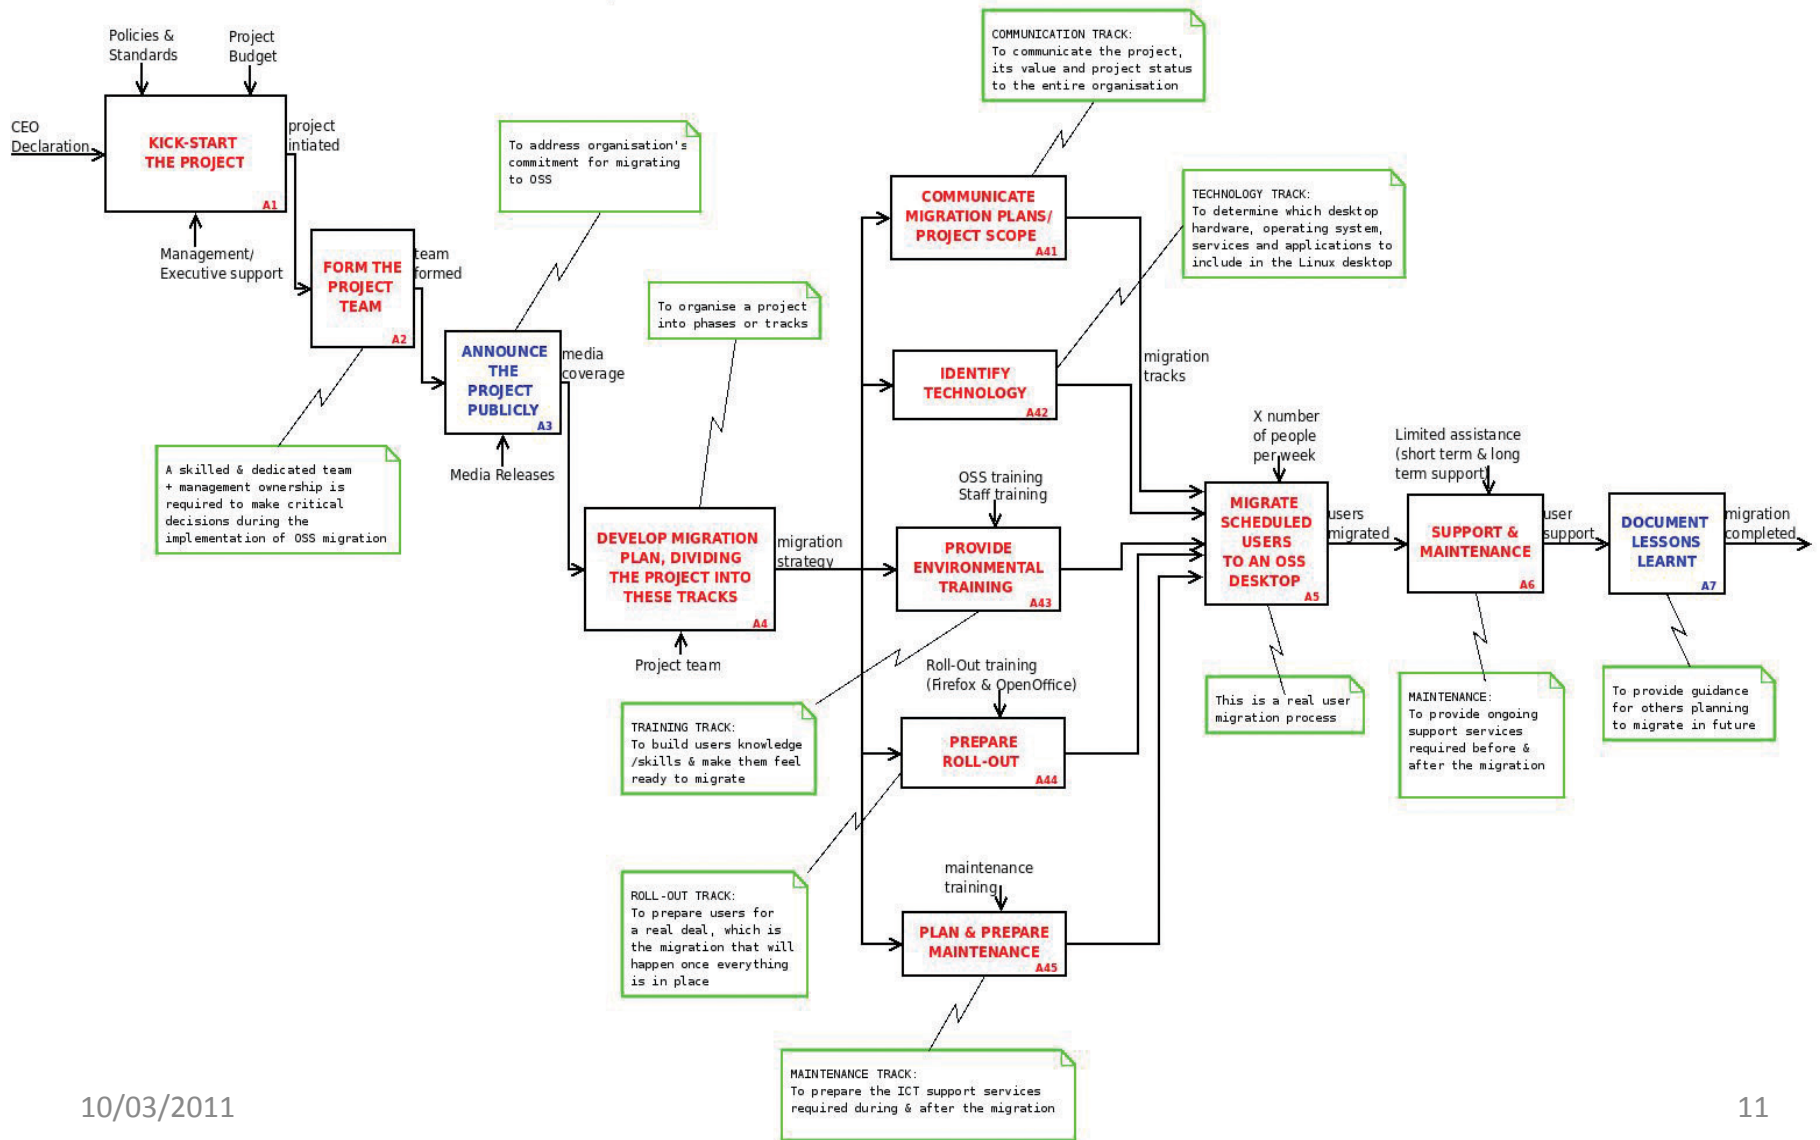 Policies &
Standards
Project
Budget
CEO
Declaration
KICK-START
THE PROJECT
A1
project
intiated
Management/
Executive support
FORM THE
PROJECT
TEAM
A2
team
formed
A skilled & dedicated team
+ management ownership is
required to make critical
decisions during the
implementation of OSS migration
To address organisation's
commitment for migrating
to OSS
ANNOUNCE
THE
PROJECT
PUBLICLY
A3
media
coverage
Media Releases
To organise a project
into phases or tracks
DEVELOP MIGRATION
PLAN, DIVIDING
THE PROJECT INTO
THESE TRACKS
A4
migration
strategy
Project team
COMMUNICATION TRACK:
To communicate the project,
its value and project status
to the entire organisation
COMMUNICATE
MIGRATION PLANS/
PROJECT SCOPE
A41
TECHNOLOGY TRACK:
To determine which desktop
hardware, operating system,
services and applications to
include in the Linux desktop
IDENTIFY
TECHNOLOGY
A42
migration
tracks
OSS training
Staff training
PROVIDE
ENVIRONMENTAL
TRAINING
A43
TRAINING TRACK:
To build users knowledge
/skills & make them feel
ready to migrate
Roll-Out training
(Firefox & OpenOffice)
PREPARE
ROLL-OUT
A44
ROLL-OUT TRACK:
To prepare users for
a real deal, which is
the migration that will
happen once everything
is in place
maintenance
training
PLAN & PREPARE
MAINTENANCE
A45
MAINTENANCE TRACK:
To prepare the ICT support services
required during & after the migration
X number
of people
per week
MIGRATE
SCHEDULED
USERS
TO AN OSS
DESKTOP
A5
users
migrated
This is a real user
migration process
Limited assistance
(short term & long
term support)
SUPPORT &
MAINTENANCE
A6
user
support
MAINTENANCE:
To provide ongoing
support services
required before &
after the migration
DOCUMENT
LESSONS
LEARNT
A7
migration
completed
To provide guidance
for others planning
to migrate in future
10/03/2011
11